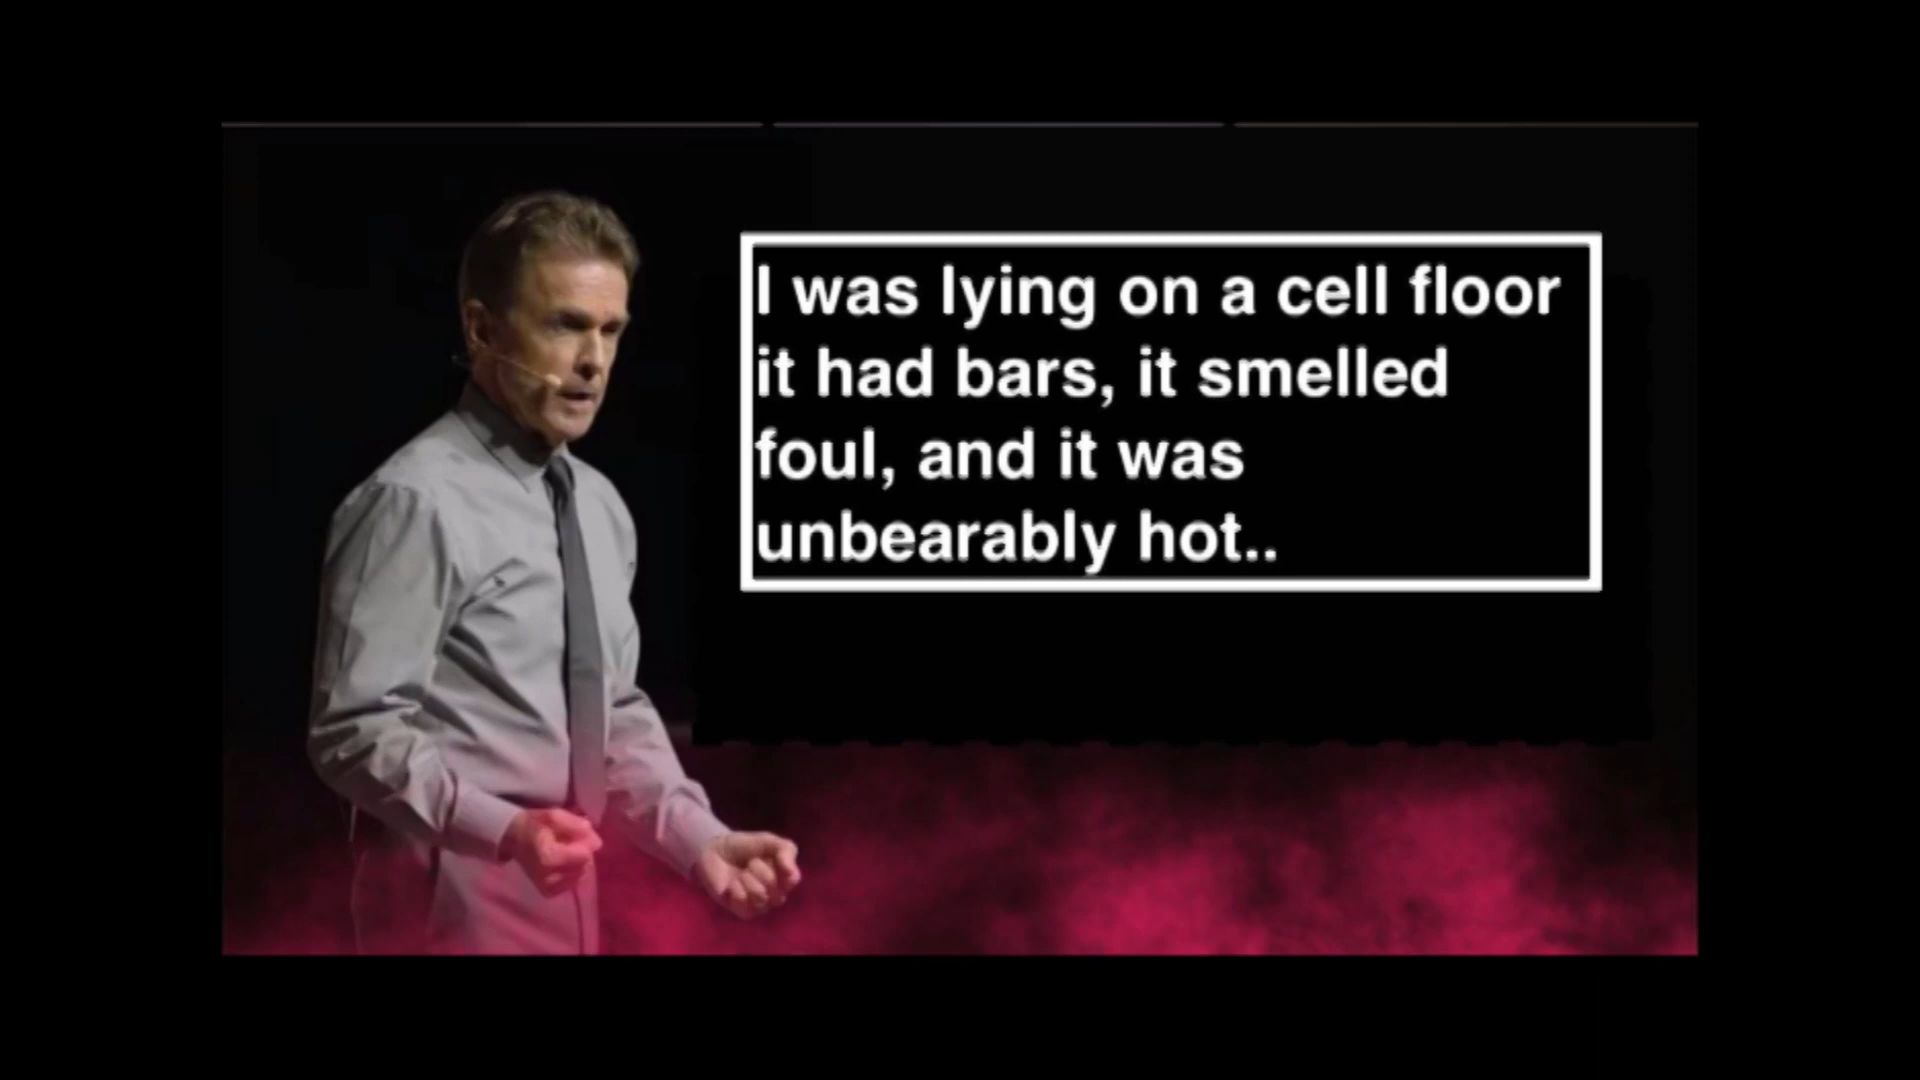 I was lying on a cell floor
it had bars, it smelled
foul, and it was
unbearably hot..